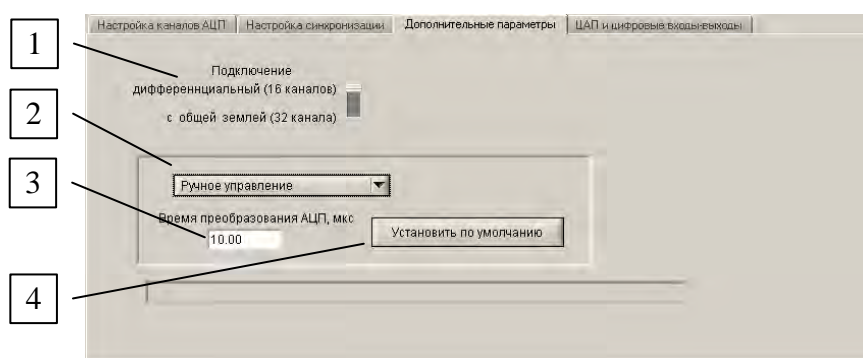 Настройка каналов АЦП Настройка синхронизации Дополнительные параметры ЦАП и цифровые входы-выходы
1
Подключение
дифференнциальный (16 каналов)
с общей землей (32 канала)
2
Ручное управление
3
Время преобразования АЦП, мкс
10.00
Установить по умолчанию
4